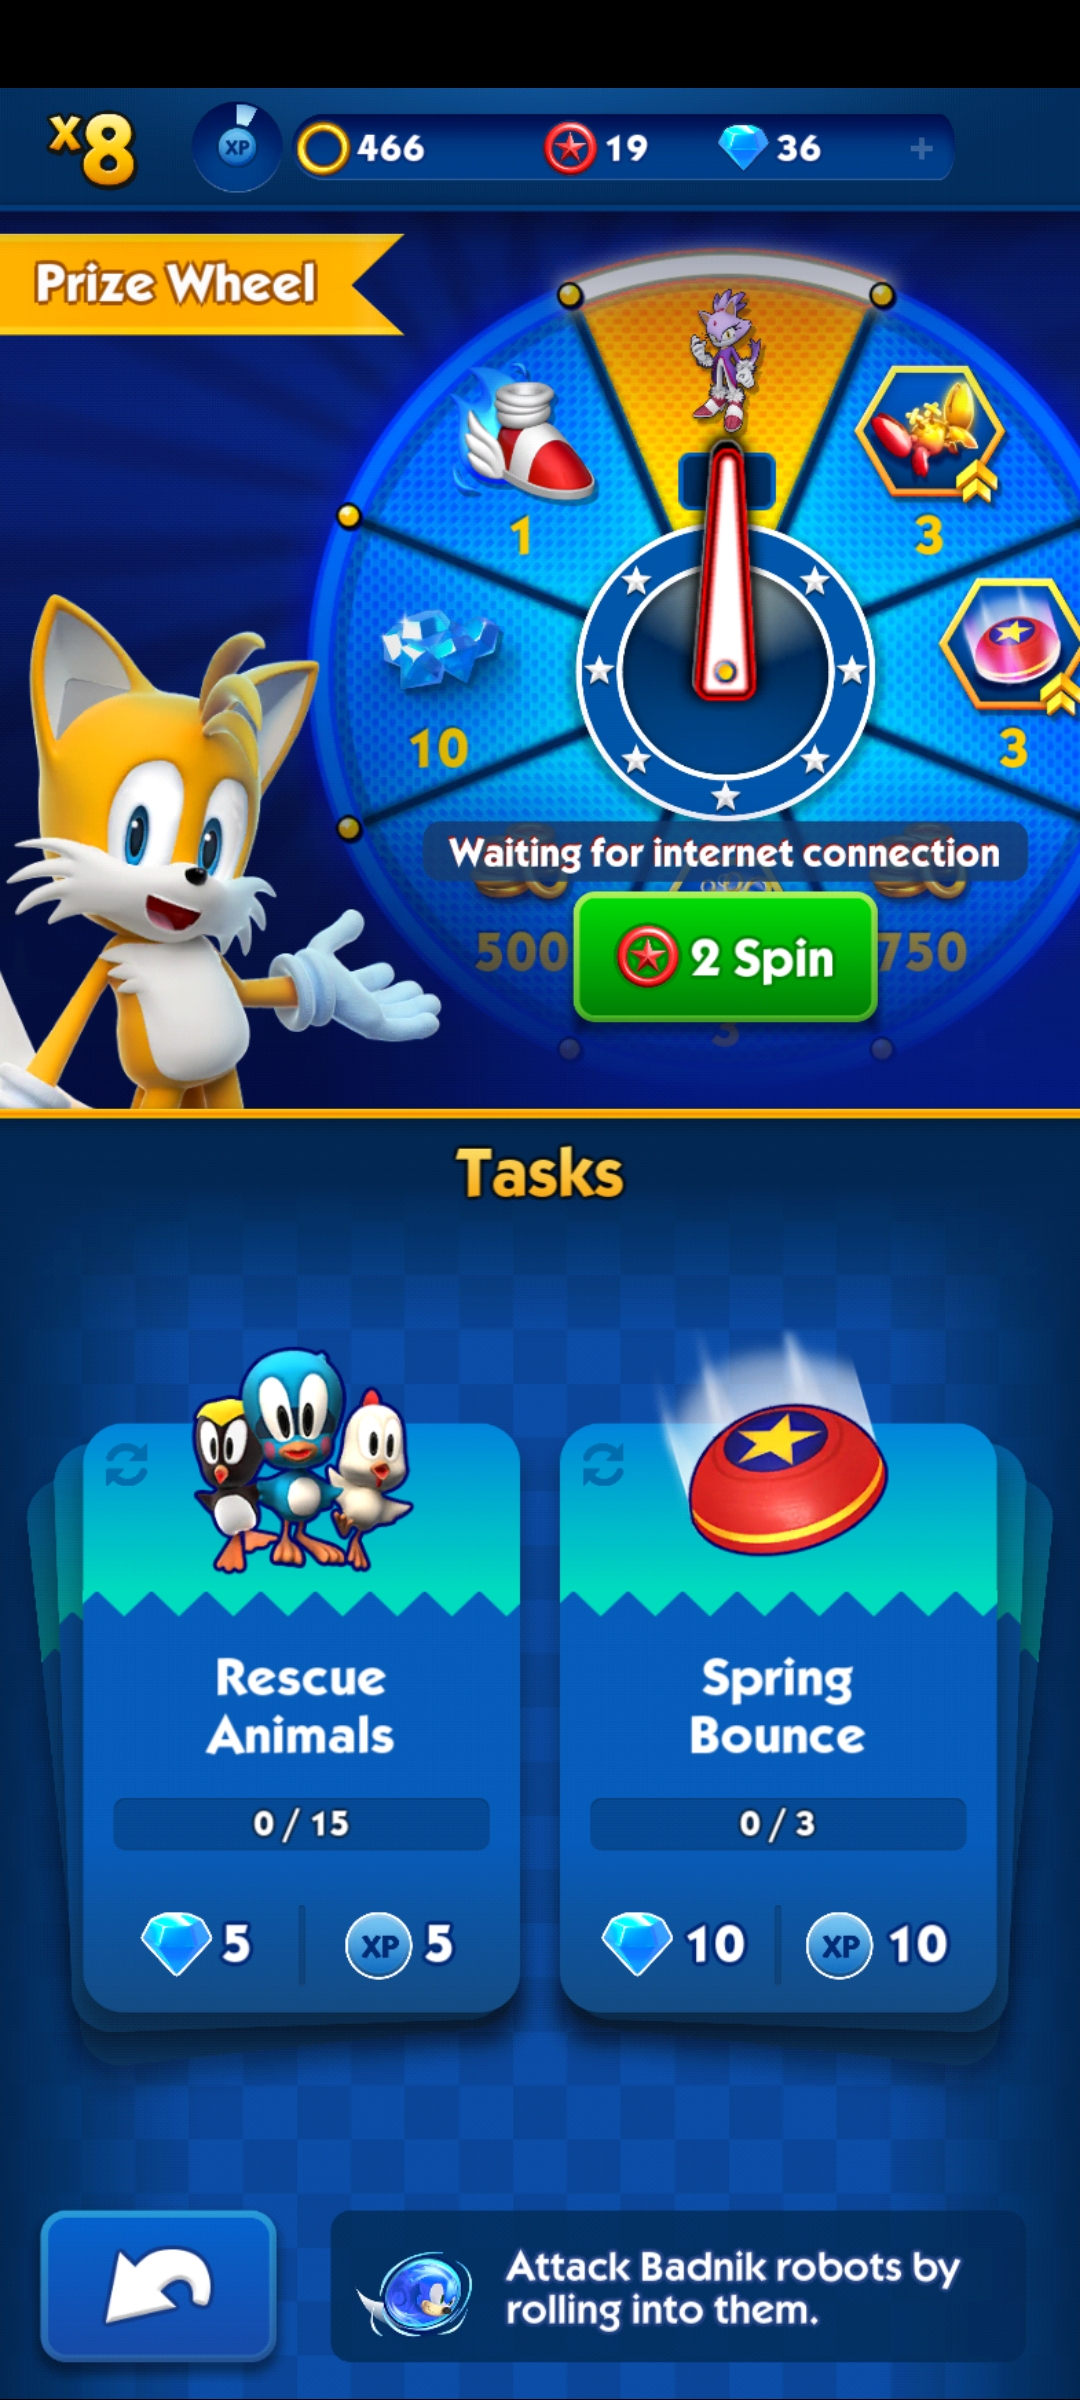 x8
XP
466
19
36
+
Prize Wheel
1
3
10
3
Waiting for internet connection
500
2 Spin
750
3
Tasks
Rescue
Animals
0 / 15
5
XP
5
Spring
Bounce
0 / 3
10
XP
10
Attack Badnik robots by
rolling into them.